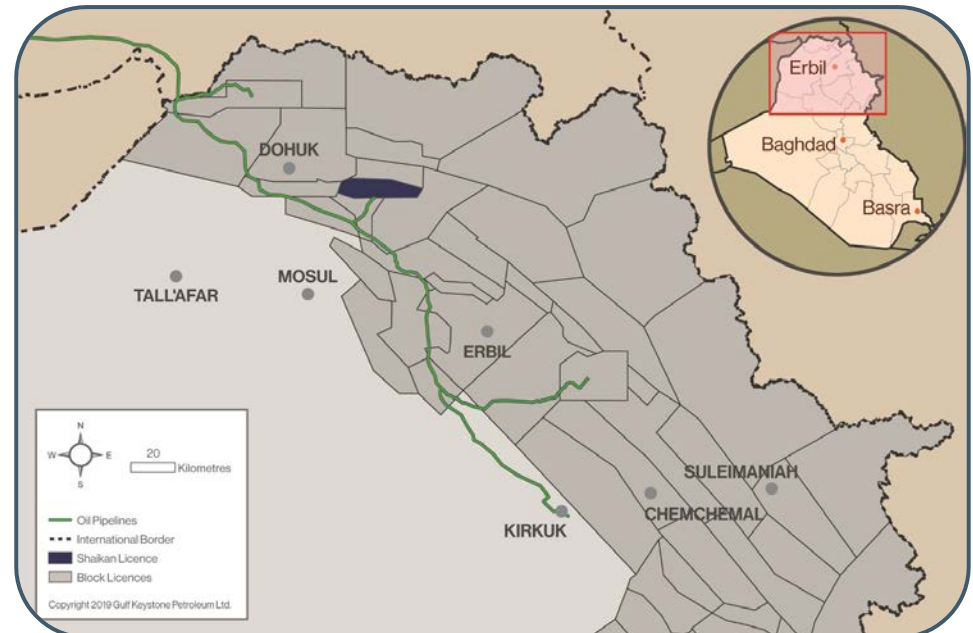 Erbil
Baghdad
Basra
DOHUK
MOSUL
TALL'AFAR
ERBIL
SULEIMANIAH
CHEMCHEMAL
KIRKUK
N
W
E
S
20
Kilometres
Oil Pipelines
International Border
Shaikan Licence
Block Licences
Copyright 2019 Gulf Keystone Petroleum Ltd.